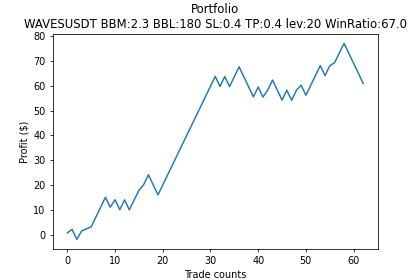 Portfolio
WAVESUSDT BBM:2.3 BBL:180 SL:0.4 TP:0.4 lev:20 WinRatio:67.0
80
70
60
50
40
30
20
10
0
Profit ($)
0 10 20 30 40 50 60
Trade counts